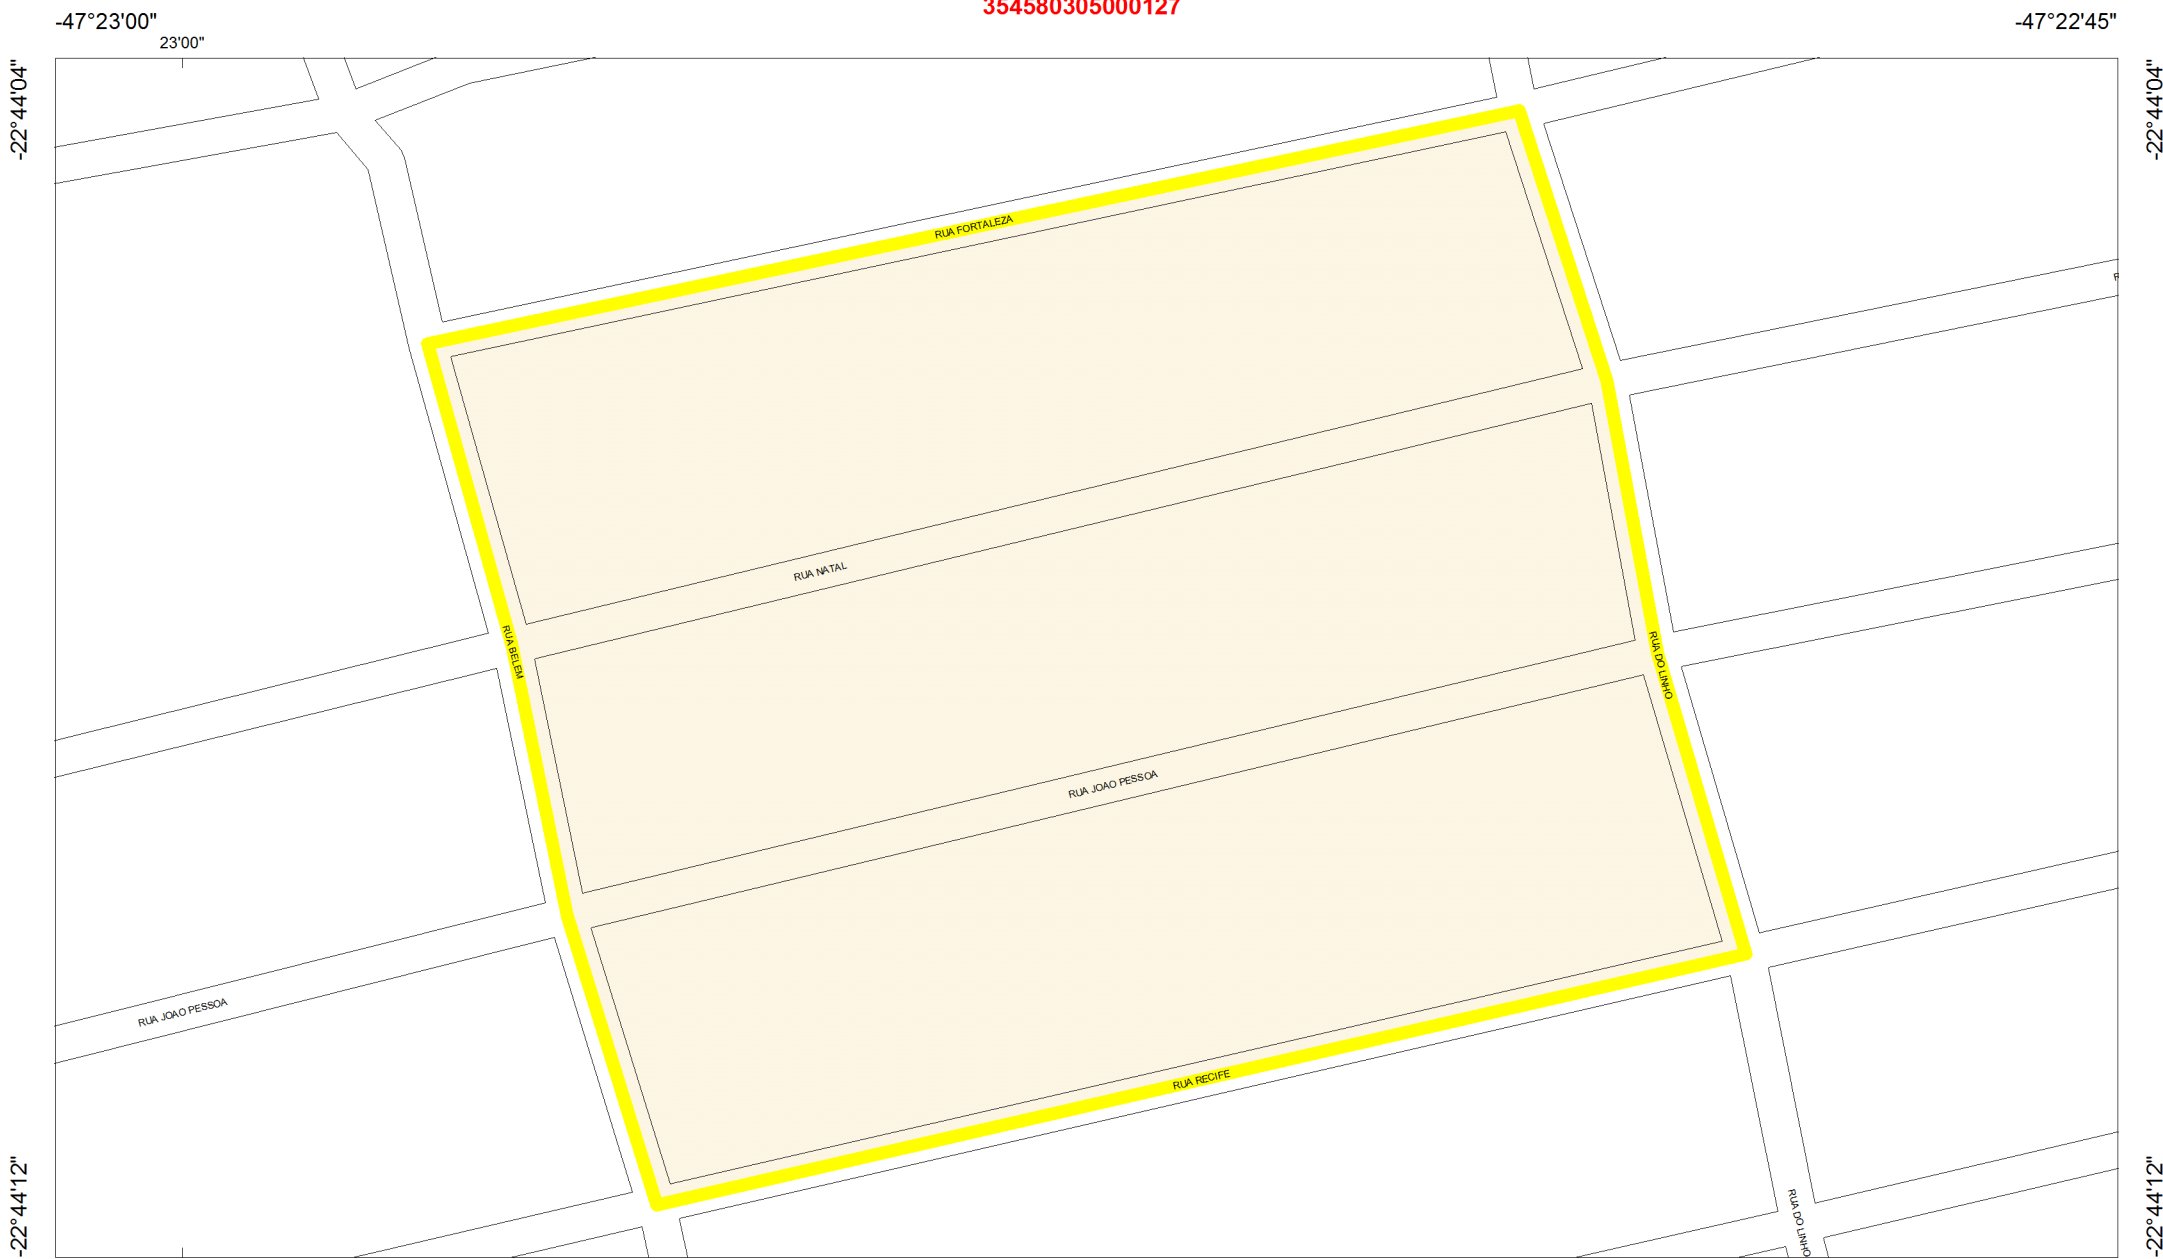 354580305000127
-47°23'00"
-47°22'45"
23'00"
-22°44'04"
-22°44'04"
RUA FORTALEZA
RUA NATAL
RUA BELEM
RUA DO LINHO
RUA JOAO PESSOA
RUA JOAO PESSOA
RUA RECIFE
RUA DO LINHO
-22°44'12"
-22°44'12"